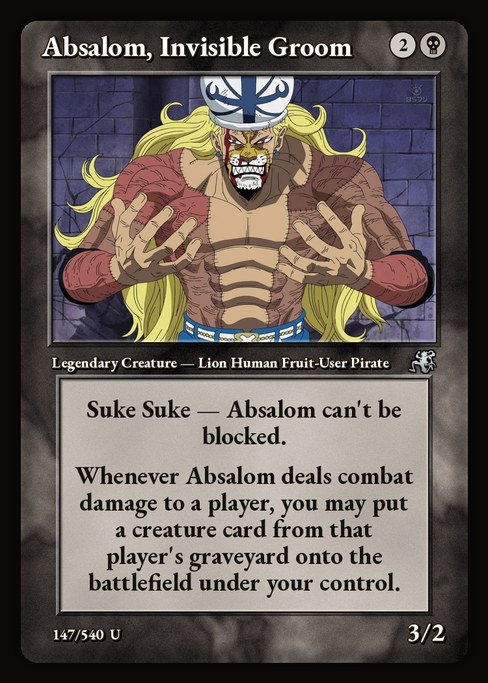 Absalom, Invisible Groom 2
Legendary Creature — Lion Human Fruit-User Pirate
Suke Suke — Absalom can't be
blocked.
Whenever Absalom deals combat
damage to a player, you may put
a creature card from that
player's graveyard onto the
battlefield under your control.
147/540 U 3/2